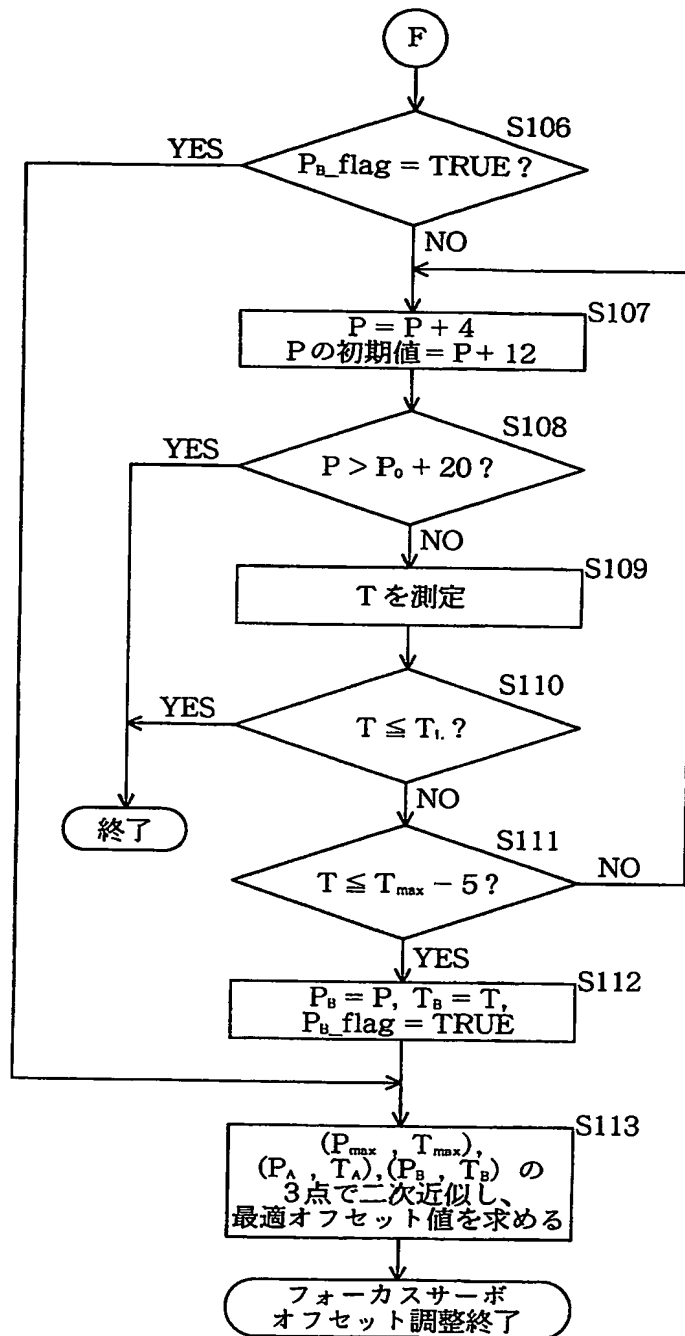 F
S106
YES
P_B_flag = TRUE ?
NO
S107
P = P + 4
Pの初期値 = P + 12
S108
YES
P > P₀ + 20 ?
NO
S109
Tを測定
S110
YES
T ≦ T_L ?
NO
終了
S111
T ≦ T_max − 5 ?
NO
YES
S112
P_B = P, T_B = T,
P_B_flag = TRUE
S113
(P_max , T_max),
(P_A , T_A),(P_B , T_B) の
3点で二次近似し、
最適オフセット値を求める
フォーカスサーボ
オフセット調整終了